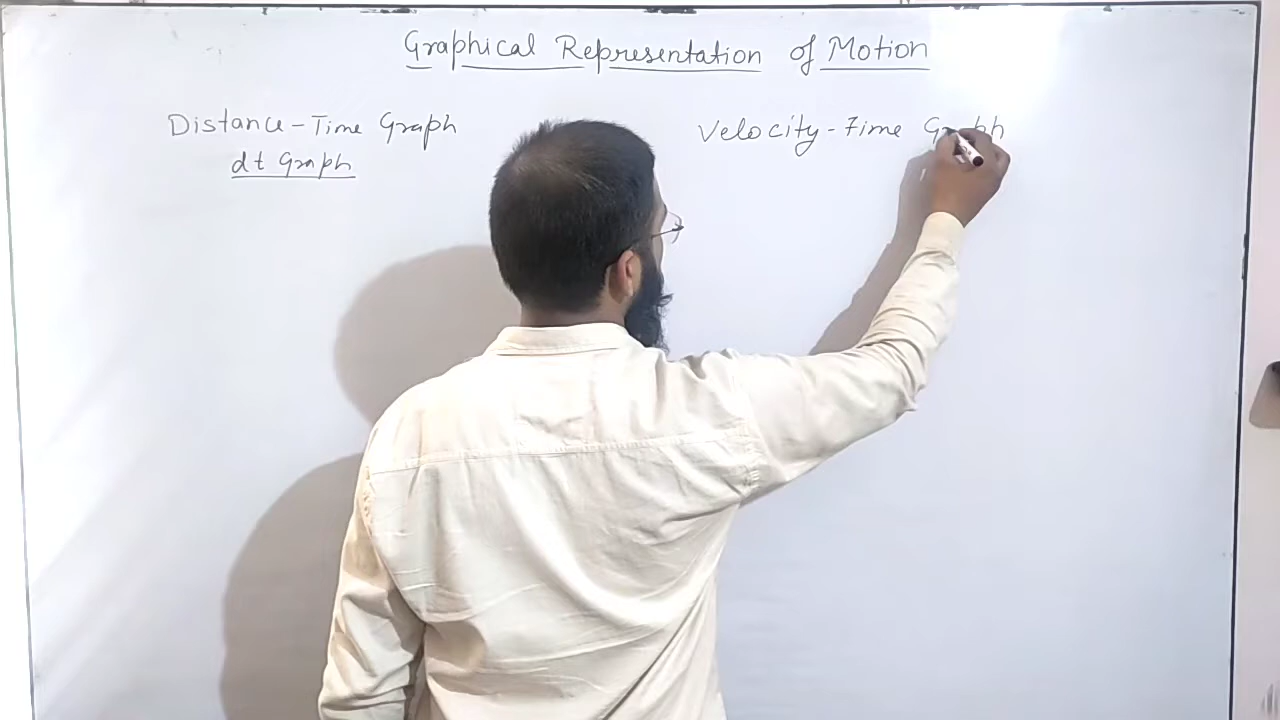 Graphical Representation of Motion
Distance-Time Graph
dt Graph
Velocity-Time